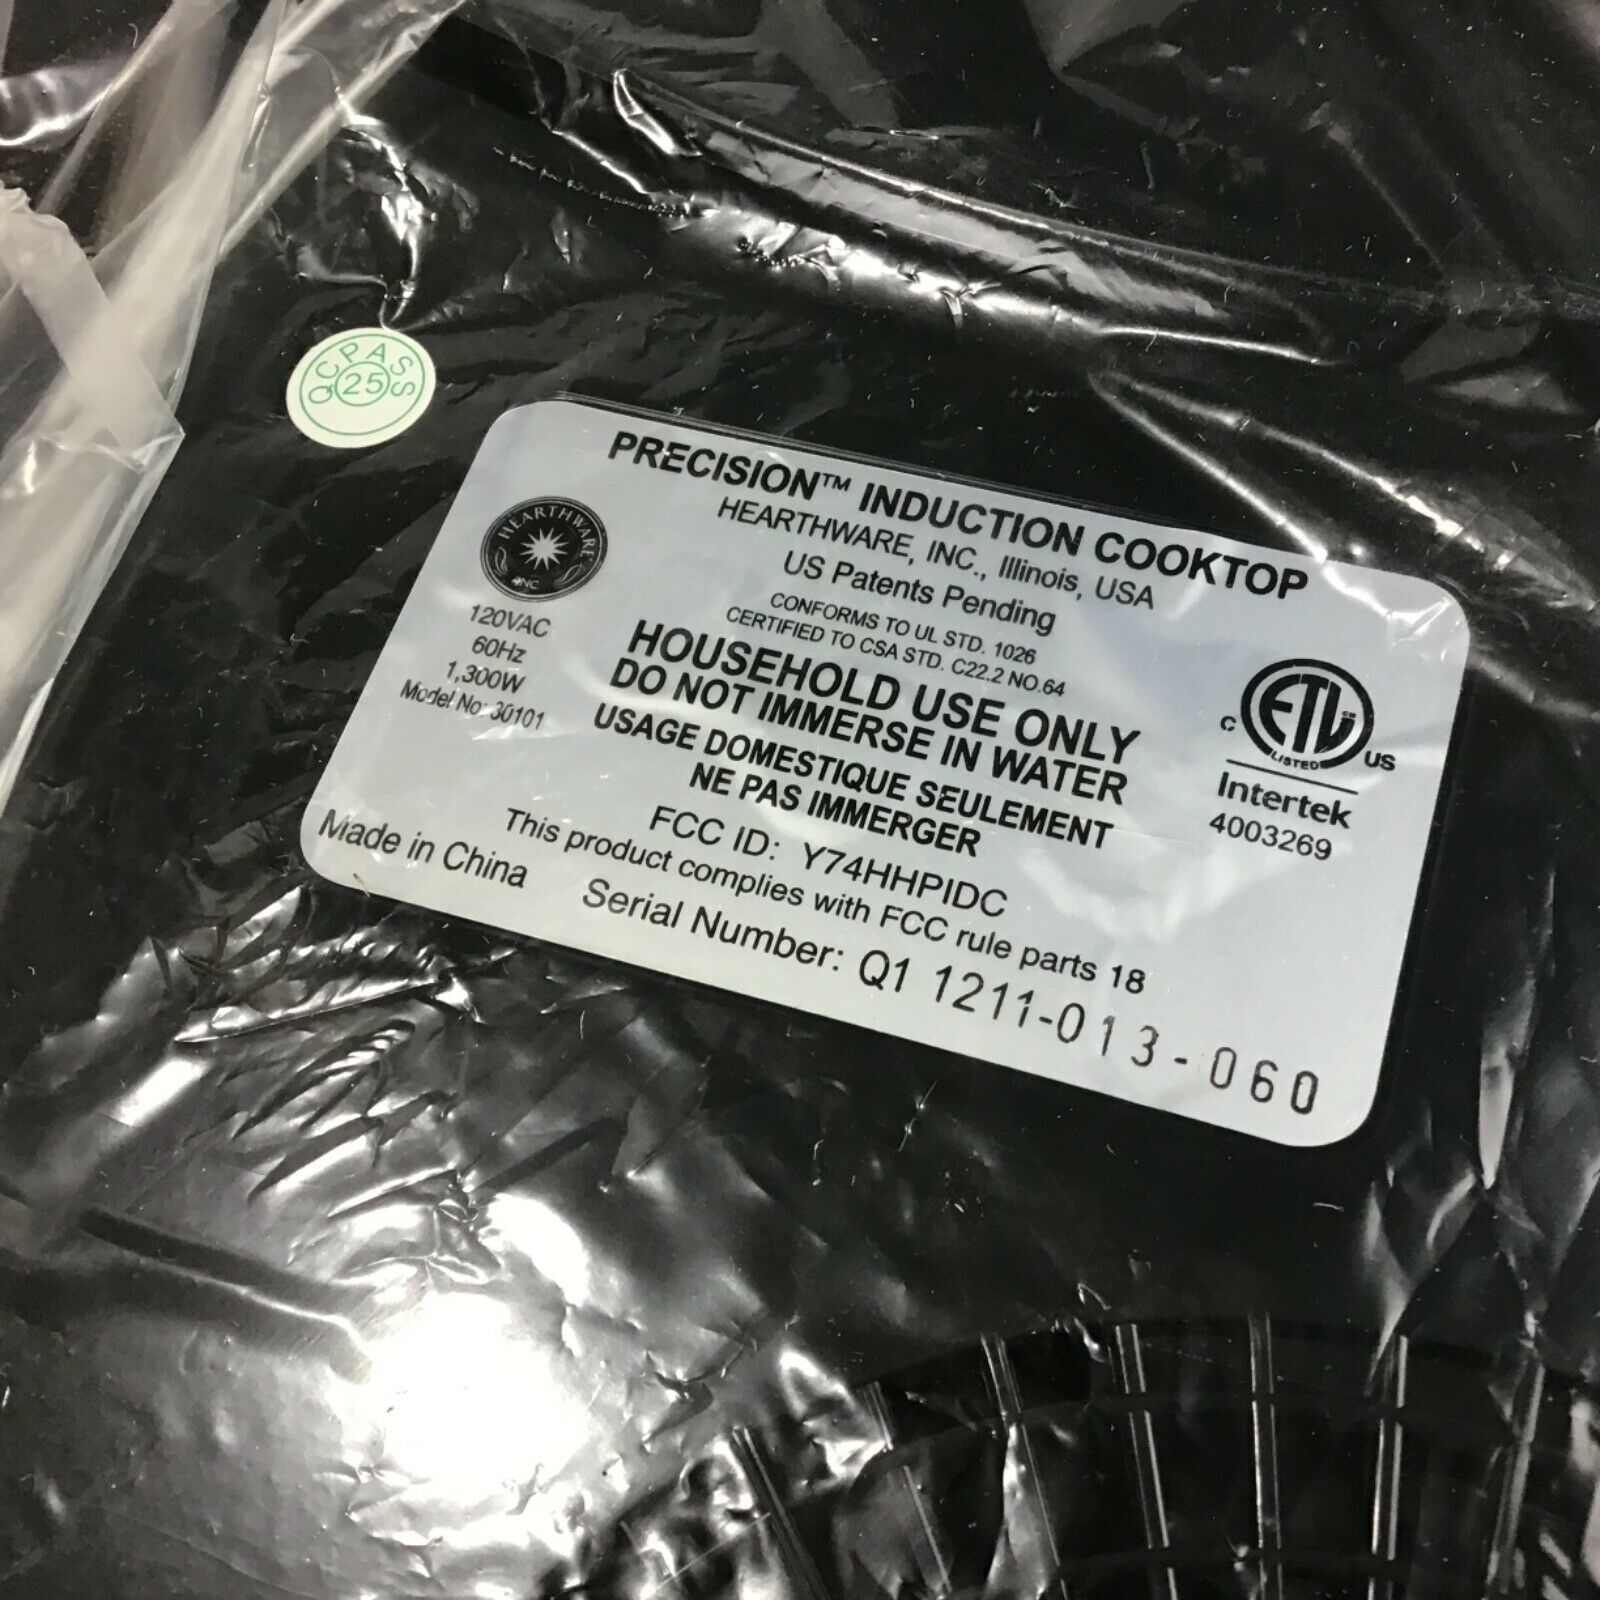 QC PASS
25
PRECISION™ INDUCTION COOKTOP
HEARTHWARE, INC., Illinois, USA
US Patents Pending
CONFORMS TO UL STD. 1026
CERTIFIED TO CSA STD. C22.2 NO.64
HOUSEHOLD USE ONLY
DO NOT IMMERSE IN WATER
USAGE DOMESTIQUE SEULEMENT
NE PAS IMMERGER
FCC ID: Y74HHPIDC
This product complies with FCC rule parts 18
Made in China
Serial Number: Q1 1211-013-060
HEARTHWARE
INC
120VAC
60Hz
1,300W
Model No: 30101
C ETL US
LISTED
Intertek
4003269